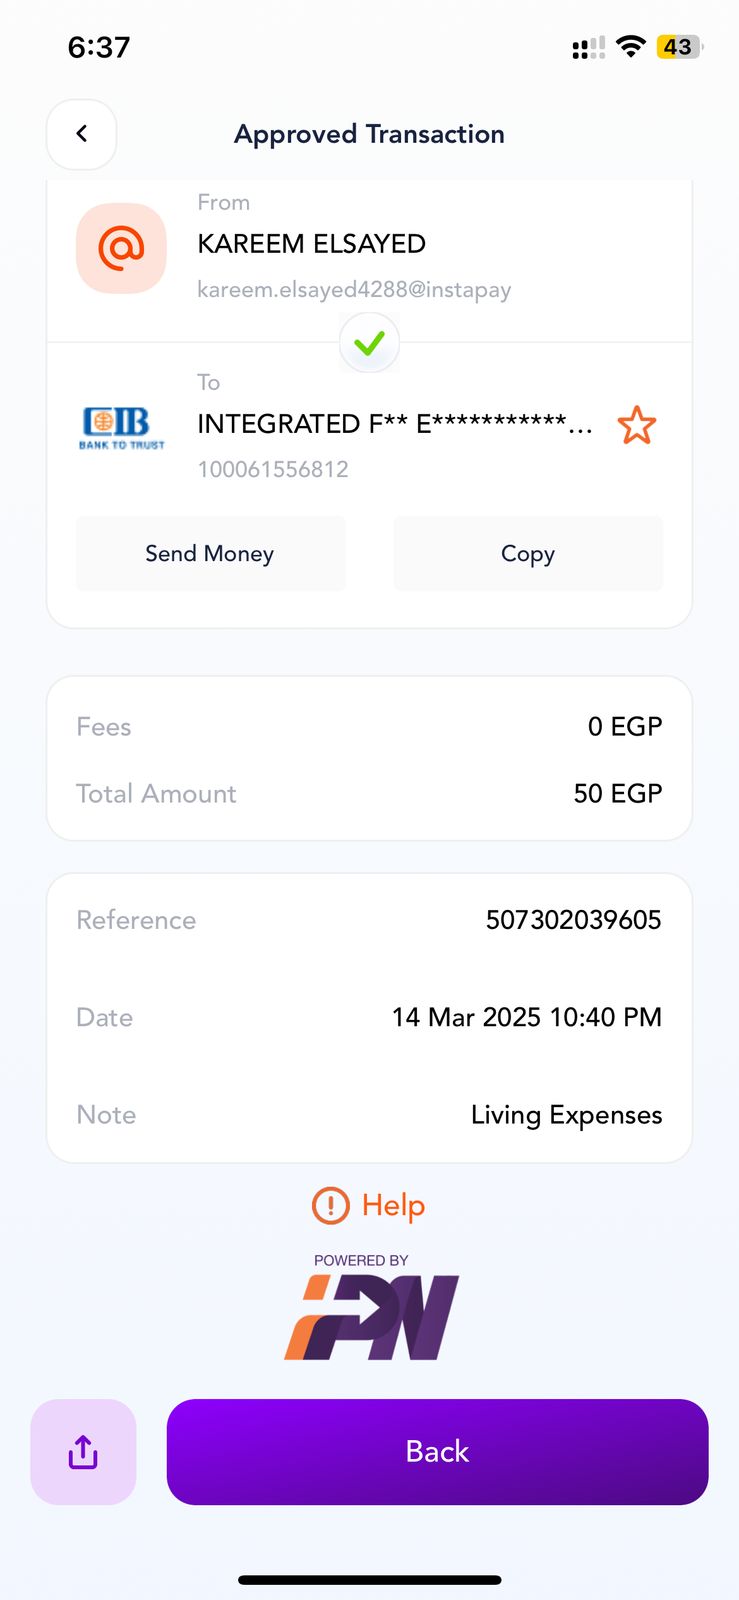 6:37
43
Approved Transaction
From
KAREEM ELSAYED
kareem.elsayed4288@instapay
To
INTEGRATED F** E***********...
CIB
BANK TO TRUST
100061556812
Send Money
Copy
Fees
0 EGP
Total Amount
50 EGP
Reference
507302039605
Date
14 Mar 2025 10:40 PM
Note
Living Expenses
Help
POWERED BY
IPN
Back